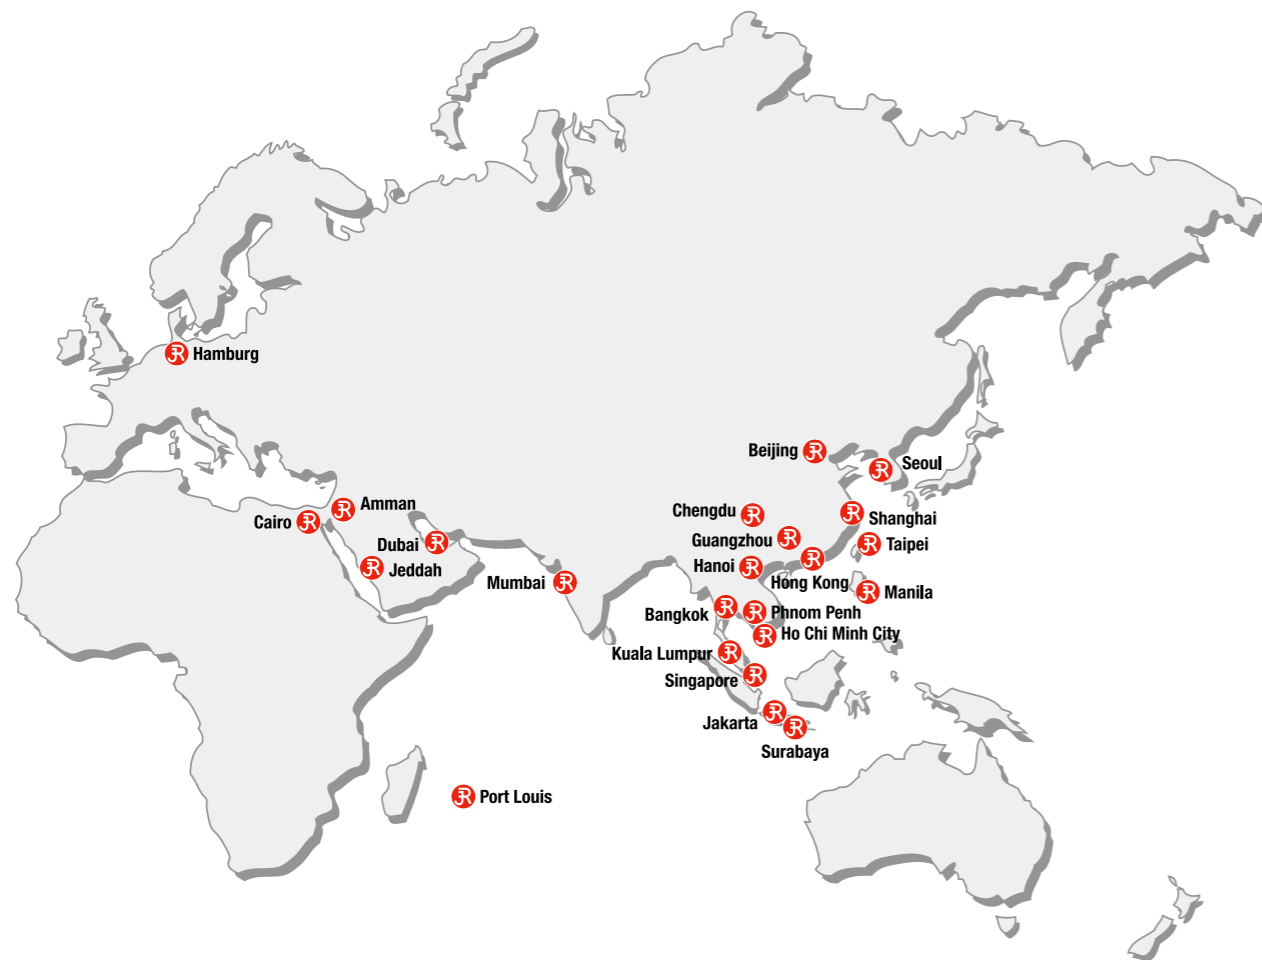 Hamburg
Beijing
Seoul
Amman
Chengdu
Shanghai
Cairo
Guangzhou
Dubai
Taipei
Jeddah
Hanoi
Mumbai
Hong Kong
Manila
Bangkok
Phnom Penh
Ho Chi Minh City
Kuala Lumpur
Singapore
Jakarta
Surabaya
Port Louis